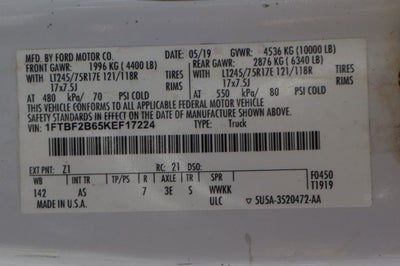 MFD. BY FORD MOTOR CO. 05/19 GVWR: 4536 KG (10000 LB)
FRONT GAWR: 1996 KG ( 4400 LB) REAR GAWR: 2876 KG ( 6340 LB)
WITH LT245/75R17E 121/118R TIRES WITH LT245/75R17E 121/118R TIRES
17x7.5J RIMS 17x7.5J RIMS
AT 480 kPa/ 70 PSI COLD AT 550 kPa/ 80 PSI COLD
THIS VEHICLE CONFORMS TO ALL APPLICABLE FEDERAL MOTOR VEHICLE
SAFETY STANDARDS IN EFFECT ON THE DATE OF MANUFACTURE SHOWN ABOVE.
VIN: 1FTBF2B65KEF17224 TYPE: Truck
EXT PNT: Z1 RC: 21 DSO: F0450
WB INT TR TP/PS R AXLE TR SPR T1919
142 AS 7 3E S WWKK
MADE IN U.S.A. ULC ▽ 5U5A-3520472-AA